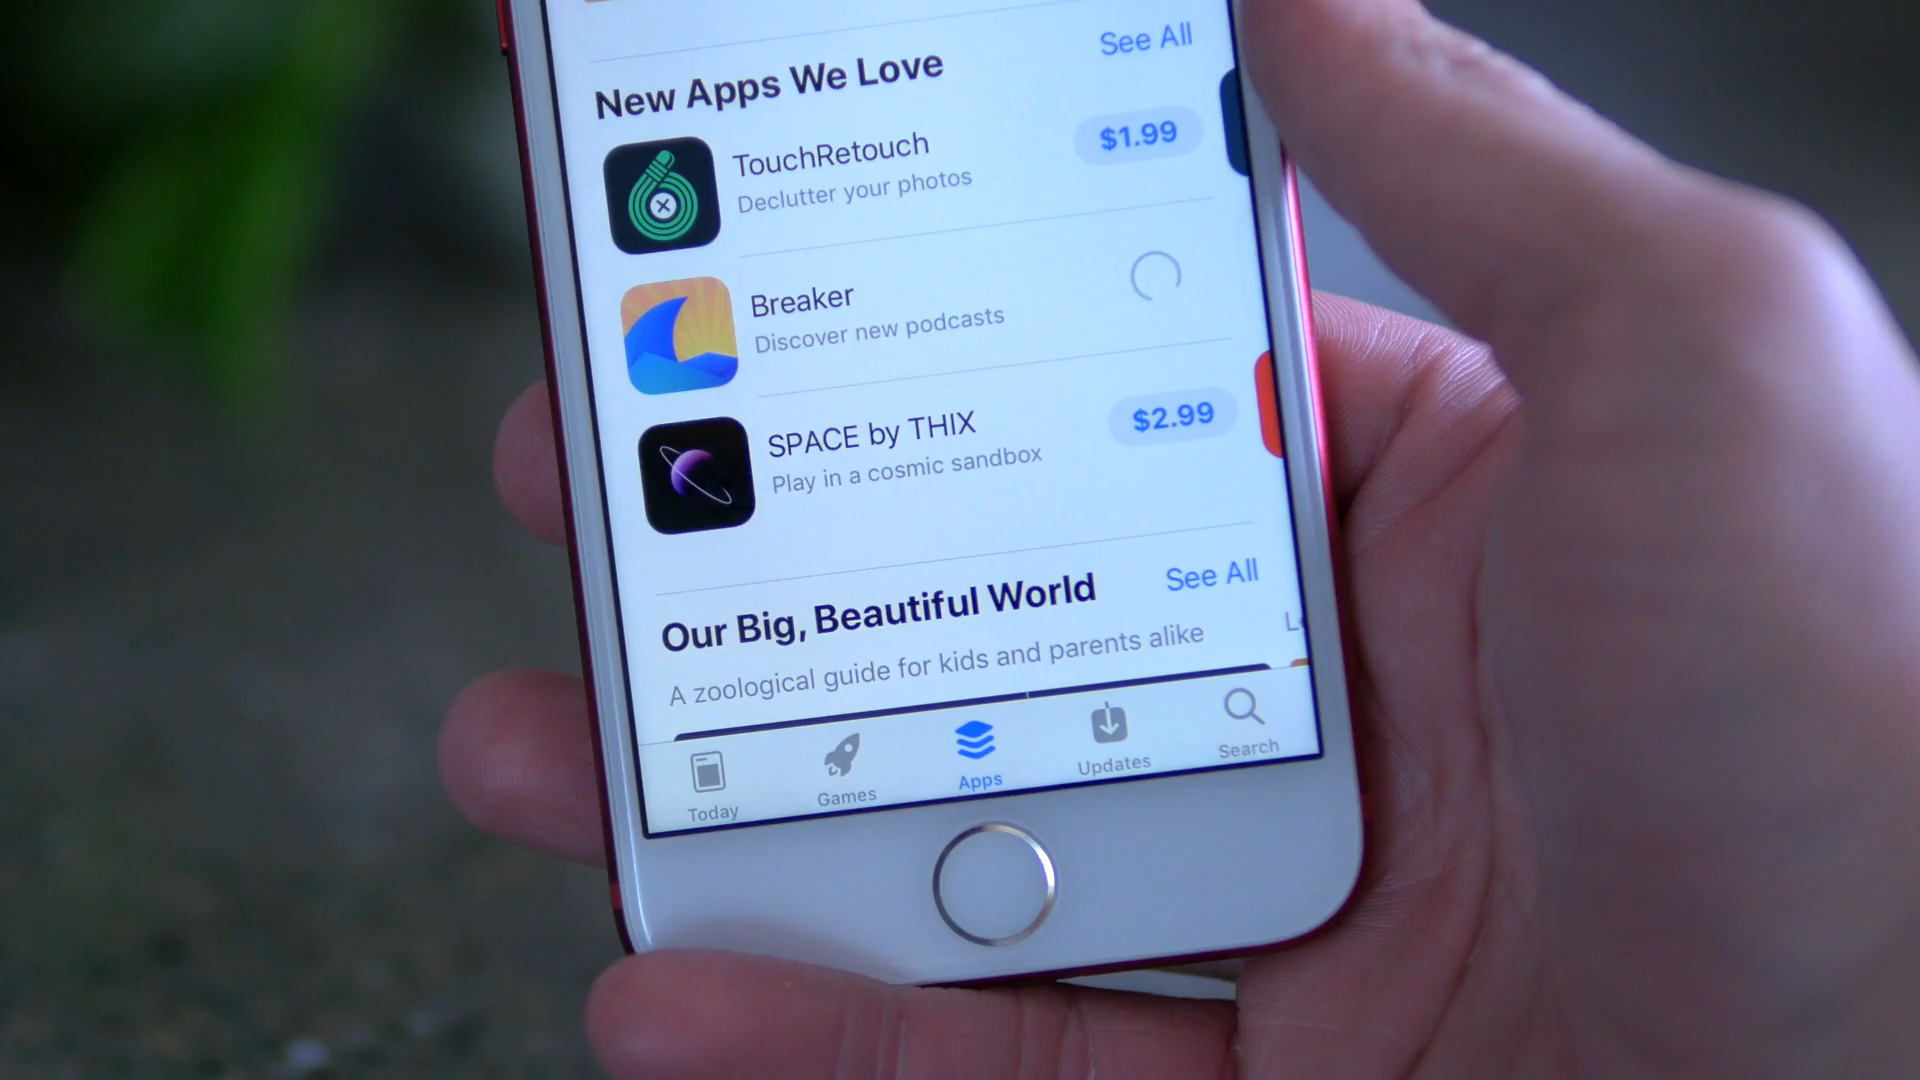 New Apps We Love
See All
TouchRetouch
Declutter your photos
$1.99
Breaker
Discover new podcasts
SPACE by THIX
Play in a cosmic sandbox
$2.99
Our Big, Beautiful World
See All
A zoological guide for kids and parents alike
Today
Games
Apps
Updates
Search